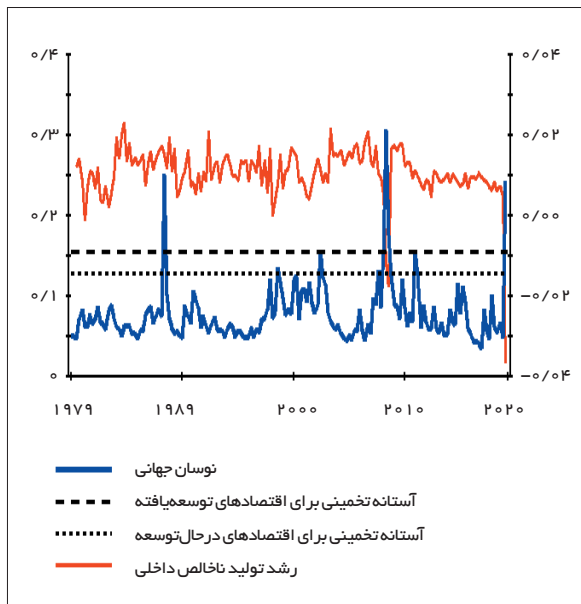 ۰/۴ ۰/۰۴
۰/۳ ۰/۰۲
۰/۲ ۰/۰۰
۰/۱ -۰/۰۲
۰ -۰/۰۴
۱۹۷۹ ۱۹۸۹ ۲۰۰۰ ۲۰۱۰ ۲۰۲۰
نوسان جهانی
آستانه تخمینی برای اقتصادهای توسعه‌یافته
آستانه تخمینی برای اقتصادهای درحال‌توسعه
رشد تولید ناخالص داخلی